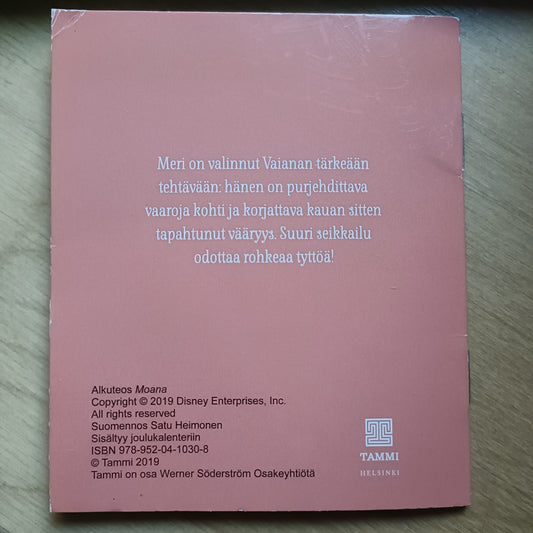 Meri on valinnut Vaianan tärkeään
tehtävään: hänen on purjehdittava
vaaroja kohti ja korjattava kauan sitten
tapahtunut vääryys. Suuri seikkailu
odottaa rohkeaa tyttöä!
Alkuteos Moana
Copyright © 2019 Disney Enterprises, Inc.
All rights reserved
Suomennos Satu Heimonen
Sisältyy joulukalenteriin
ISBN 978-952-04-1030-8
© Tammi 2019
Tammi on osa Werner Söderström Osakeyhtiötä
TAMMI
HELSINKI